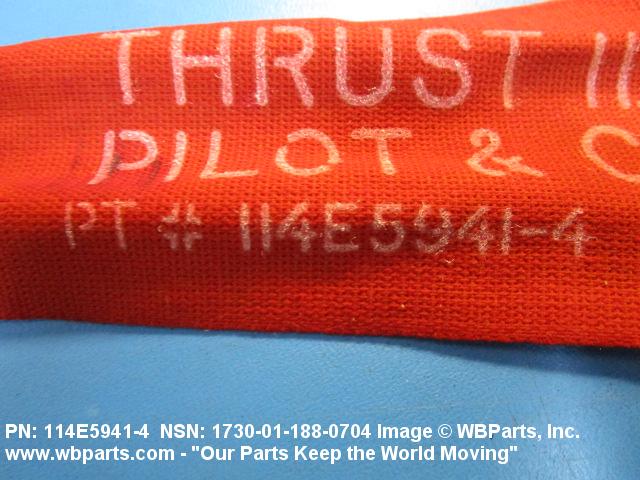 THRUST
PILOT & 
PT # 114E5941-4
PN: 114E5941-4 NSN: 1730-01-188-0704 Image © WBParts, Inc.
www.wbparts.com - "Our Parts Keep the World Moving"